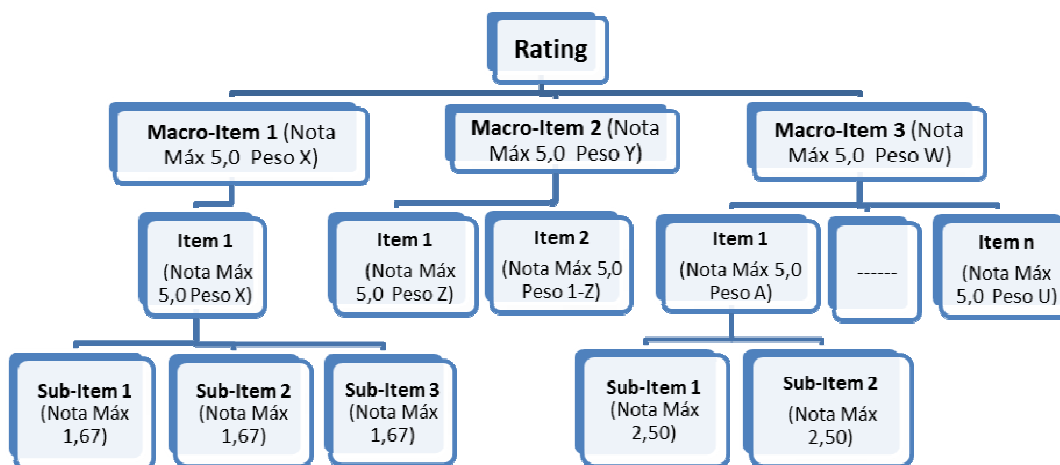 Rating
Macro-Item 1 (Nota
Máx 5,0 Peso X)
Macro-Item 2 (Nota
Máx 5,0 Peso Y)
Macro-Item 3 (Nota
Máx 5,0 Peso W)
Item 1
(Nota Máx
5,0 Peso X)
Item 1
(Nota Máx
5,0 Peso Z)
Item 2
(Nota Máx 5,0
Peso 1-Z)
Item 1
(Nota Máx 5,0
Peso A)
------
Item n
(Nota Máx
5,0 Peso U)
Sub-Item 1
(Nota Máx
1,67)
Sub-Item 2
(Nota Máx
1,67)
Sub-Item 3
(Nota Máx
1,67)
Sub-Item 1
(Nota Máx
2,50)
Sub-Item 2
(Nota Máx
2,50)